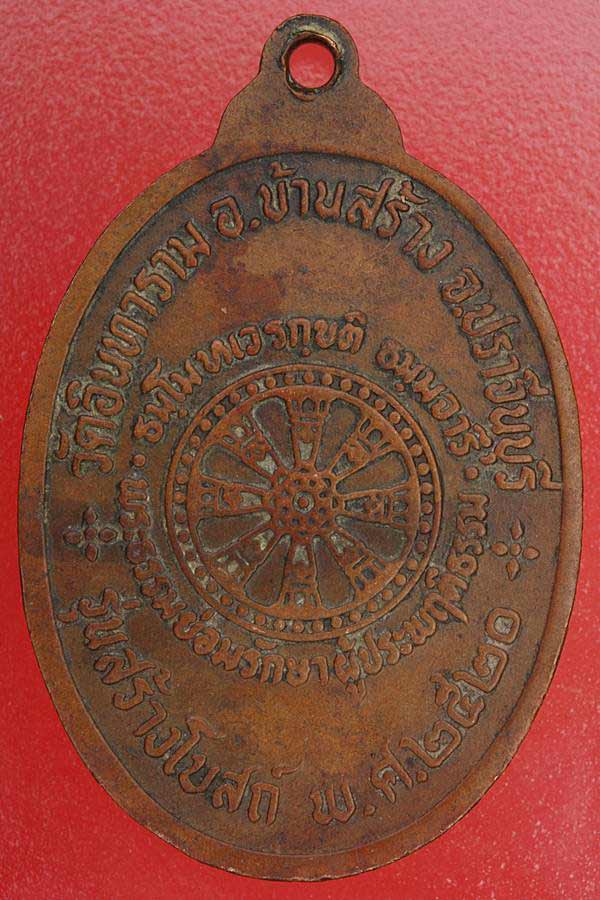 วัดอินทาราม อ.บ้านสร้าง จ.ปราจีนบุรี
ธมฺโม หเว รกฺขติ ธมฺมจารี
พระธรรมย่อมรักษาผู้ประพฤติธรรม
รุ่นสร้างโบสถ์ พ.ศ.๒๕๒๐